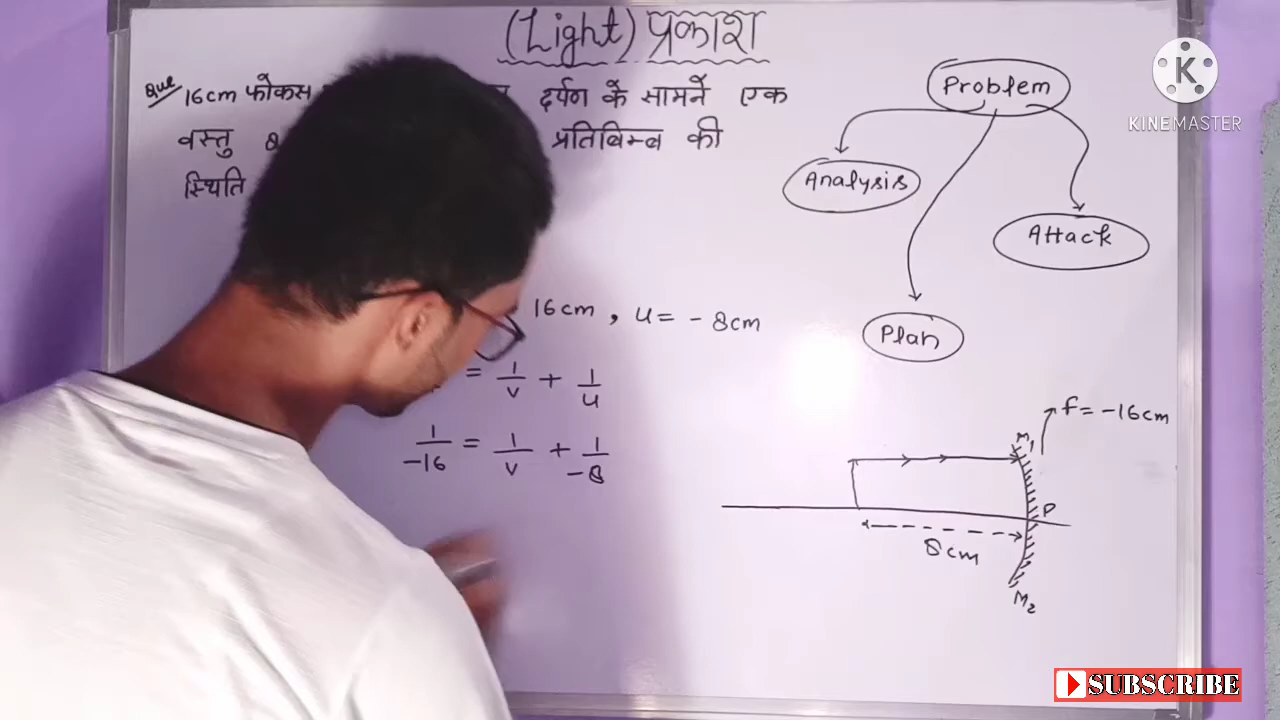 (Light) प्रकाश
Que 16cm फोकस दर्पण के सामने एक
वस्तु 8 प्रतिबिम्ब की
स्थिति
16cm , u = - 8cm
= 1/v + 1/u
1/-16 = 1/v + 1/-8
Problem
Analysis
Attack
Plan
f = -16cm
M1
P
8cm
M2
K
KINEMASTER
SUBSCRIBE